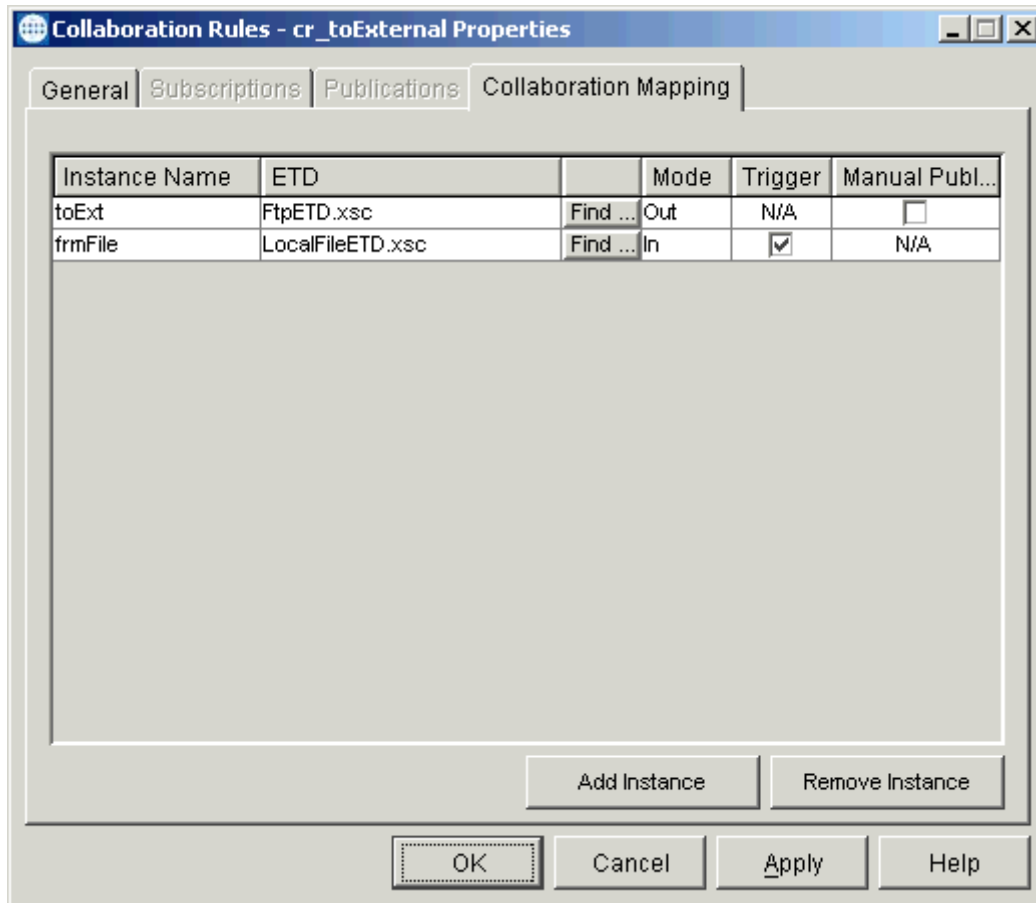 Collaboration Rules - cr_toExternal Properties
General Subscriptions Publications Collaboration Mapping
Instance Name ETD Mode Trigger Manual Publ...
toExt FtpETD.xsc Find ... Out N/A
frmFile LocalFileETD.xsc Find ... In N/A
Add Instance Remove Instance
OK Cancel Apply Help